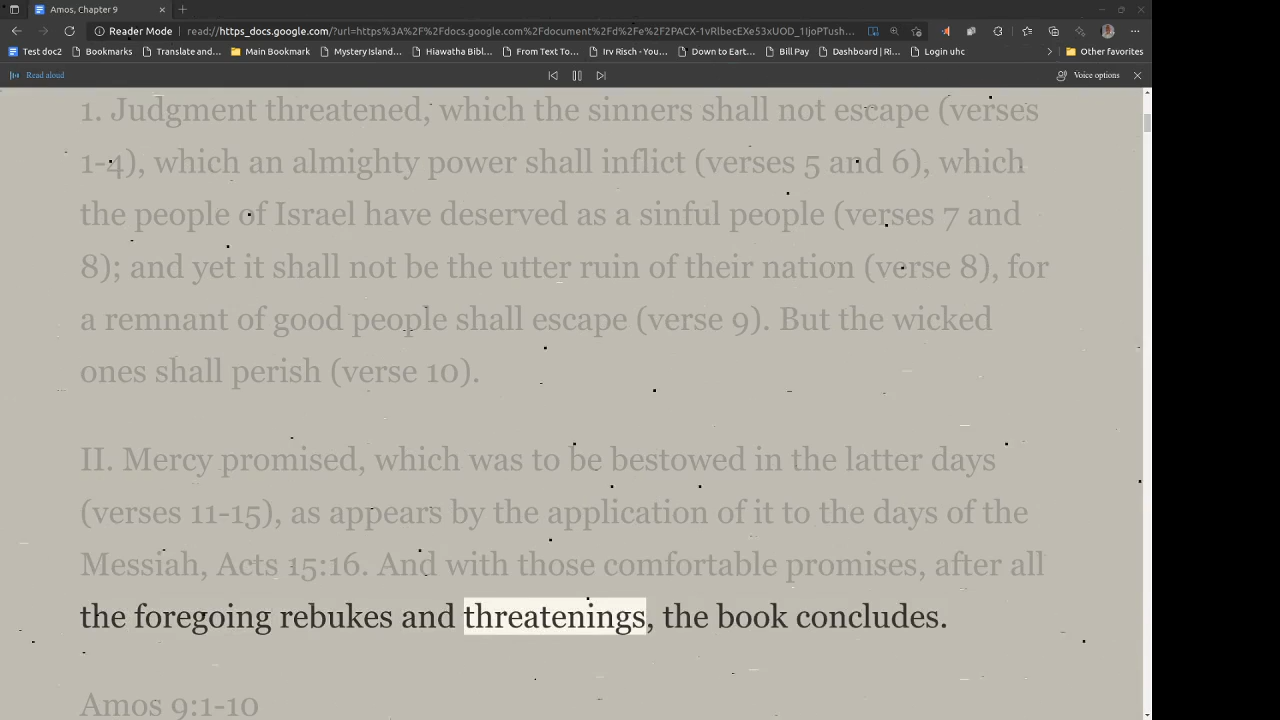 Amos, Chapter 9
Reader Mode
read://https_docs.google.com/?url=https%3A%2F%2Fdocs.google.com%2Fdocument%2Fd%2Fe%2F2PACX-1vRlbecEXe53xUOD_1IjoPTush...
Test doc2 Bookmarks Translate and... Main Bookmark Mystery Island... Hiawatha Bibl... From Text To... Irv Risch - You... Down to Eart... Bill Pay Dashboard | Ri... Login uhc Other favorites
Read aloud Voice options
1. Judgment threatened, which the sinners shall not escape (verses
1-4), which an almighty power shall inflict (verses 5 and 6), which
the people of Israel have deserved as a sinful people (verses 7 and
8); and yet it shall not be the utter ruin of their nation (verse 8), for
a remnant of good people shall escape (verse 9). But the wicked
ones shall perish (verse 10).
II. Mercy promised, which was to be bestowed in the latter days
(verses 11-15), as appears by the application of it to the days of the
Messiah, Acts 15:16. And with those comfortable promises, after all
the foregoing rebukes and threatenings, the book concludes.
Amos 9:1-10